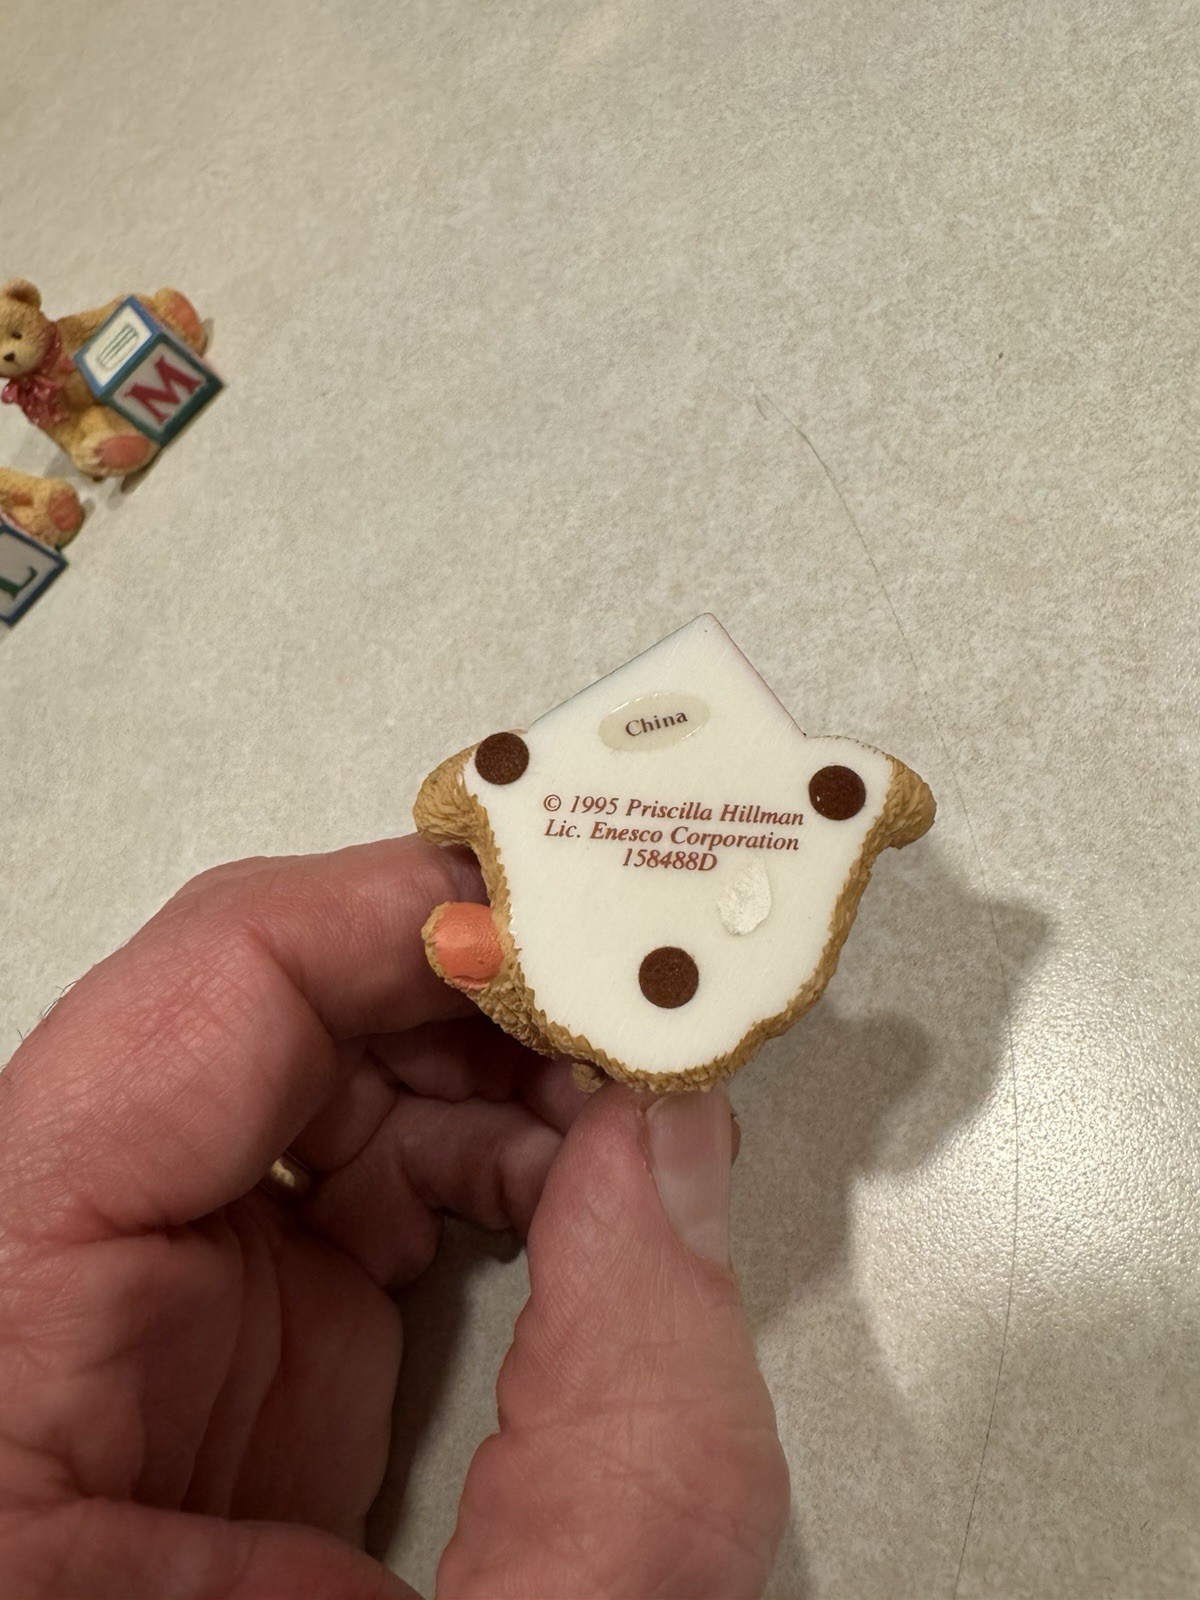 M
L
China
© 1995 Priscilla Hillman
Lic. Enesco Corporation
158488D